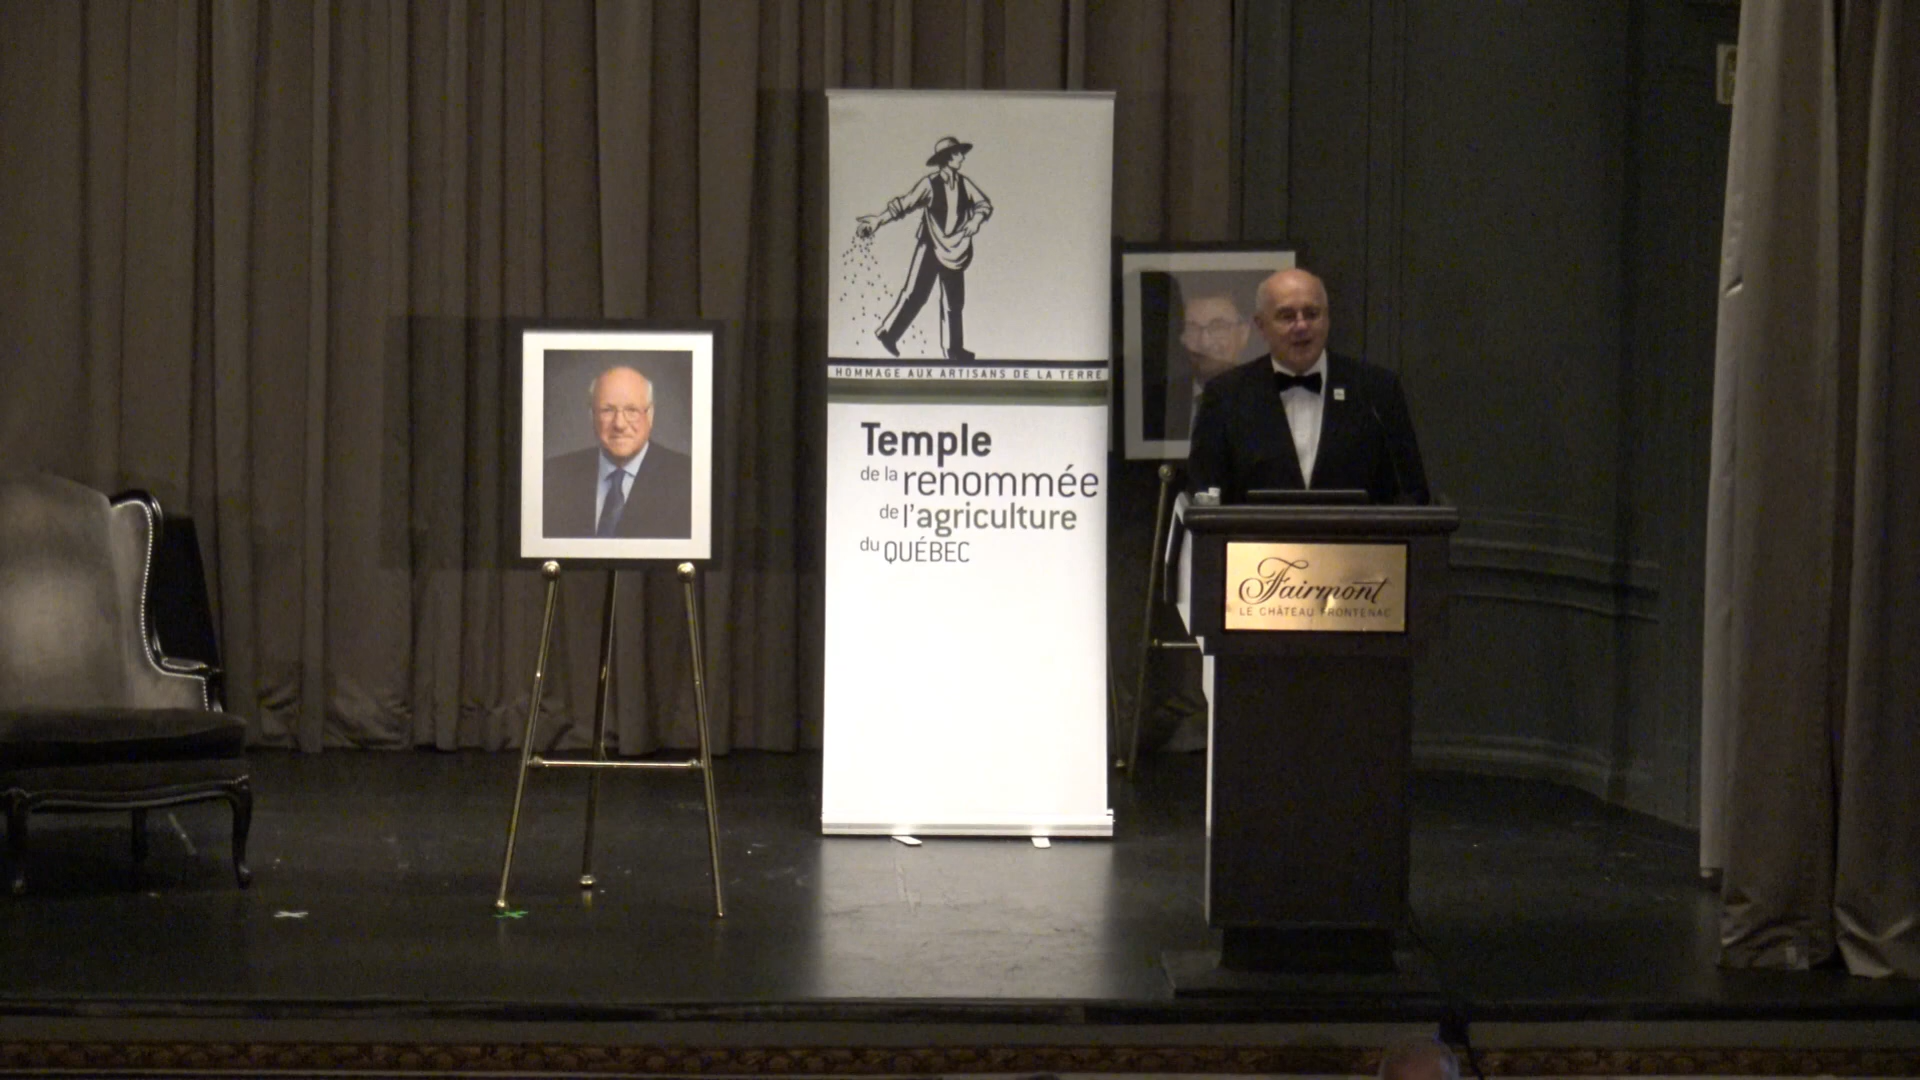 HOMMAGE AUX ARTISANS DE LA TERRE
Temple
de la renommée
de l'agriculture
du QUÉBEC
Fairmont
LE CHÂTEAU FRONTENAC